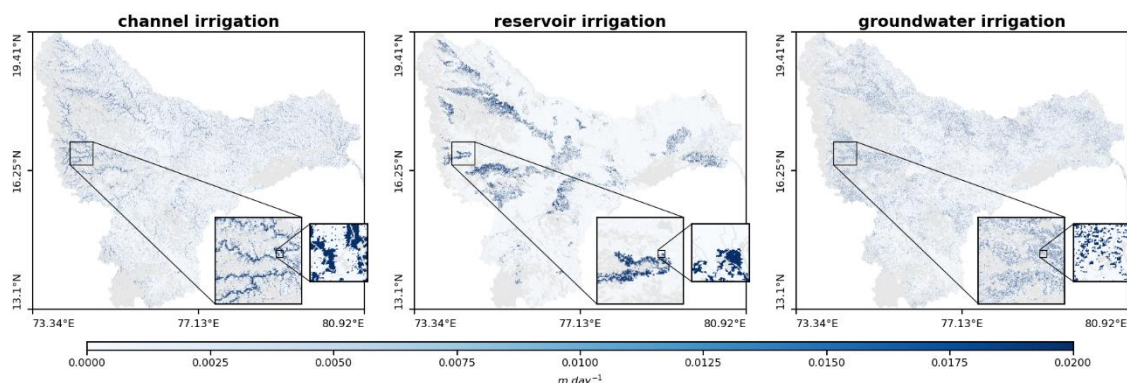 channel irrigation
reservoir irrigation
groundwater irrigation
19.41°N
16.25°N
13.1°N
73.34°E 77.13°E 80.92°E
19.41°N
16.25°N
13.1°N
73.34°E 77.13°E 80.92°E
19.41°N
16.25°N
13.1°N
73.34°E 77.13°E 80.92°E
0.0000 0.0025 0.0050 0.0075 0.0100 0.0125 0.0150 0.0175 0.0200
m day⁻¹